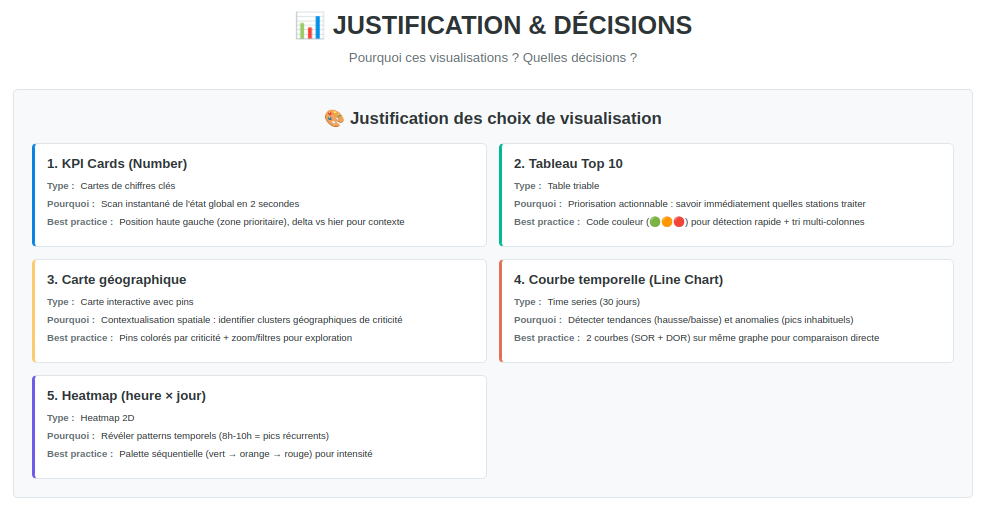 📊 JUSTIFICATION & DÉCISIONS
Pourquoi ces visualisations ? Quelles décisions ?
🎨 Justification des choix de visualisation
1. KPI Cards (Number)
Type : Cartes de chiffres clés
Pourquoi : Scan instantané de l'état global en 2 secondes
Best practice : Position haute gauche (zone prioritaire), delta vs hier pour contexte
2. Tableau Top 10
Type : Table triable
Pourquoi : Priorisation actionnable : savoir immédiatement quelles stations traiter
Best practice : Code couleur (🟢🟠🔴) pour détection rapide + tri multi-colonnes
3. Carte géographique
Type : Carte interactive avec pins
Pourquoi : Contextualisation spatiale : identifier clusters géographiques de criticité
Best practice : Pins colorés par criticité + zoom/filtres pour exploration
4. Courbe temporelle (Line Chart)
Type : Time series (30 jours)
Pourquoi : Détecter tendances (hausse/baisse) et anomalies (pics inhabituels)
Best practice : 2 courbes (SOR + DOR) sur même graphe pour comparaison directe
5. Heatmap (heure × jour)
Type : Heatmap 2D
Pourquoi : Révéler patterns temporels (8h-10h = pics récurrents)
Best practice : Palette séquentielle (vert → orange → rouge) pour intensité